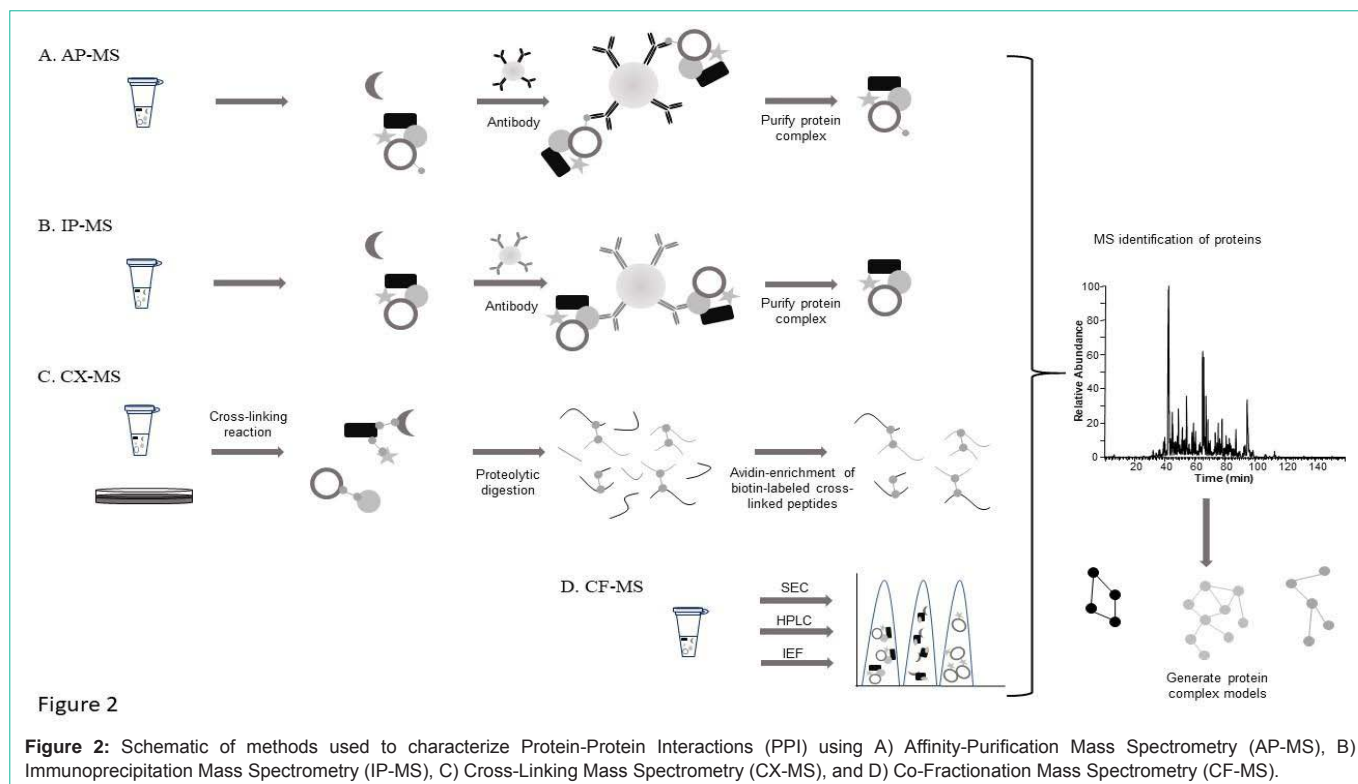 A. AP-MS
Antibody
Purify protein
complex
B. IP-MS
Antibody
Purify protein
complex
C. CX-MS
Cross-linking
reaction
Proteolytic
digestion
Avidin-enrichment of
biotin-labeled cross-
linked peptides
D. CF-MS
SEC
HPLC
IEF
MS identification of proteins
Relative Abundance
100
80
60
40
20
0
20 40 60 80 100 120 140
Time (min)
Generate protein
complex models
Figure 2
Figure 2: Schematic of methods used to characterize Protein-Protein Interactions (PPI) using A) Affinity-Purification Mass Spectrometry (AP-MS), B)
Immunoprecipitation Mass Spectrometry (IP-MS), C) Cross-Linking Mass Spectrometry (CX-MS), and D) Co-Fractionation Mass Spectrometry (CF-MS).